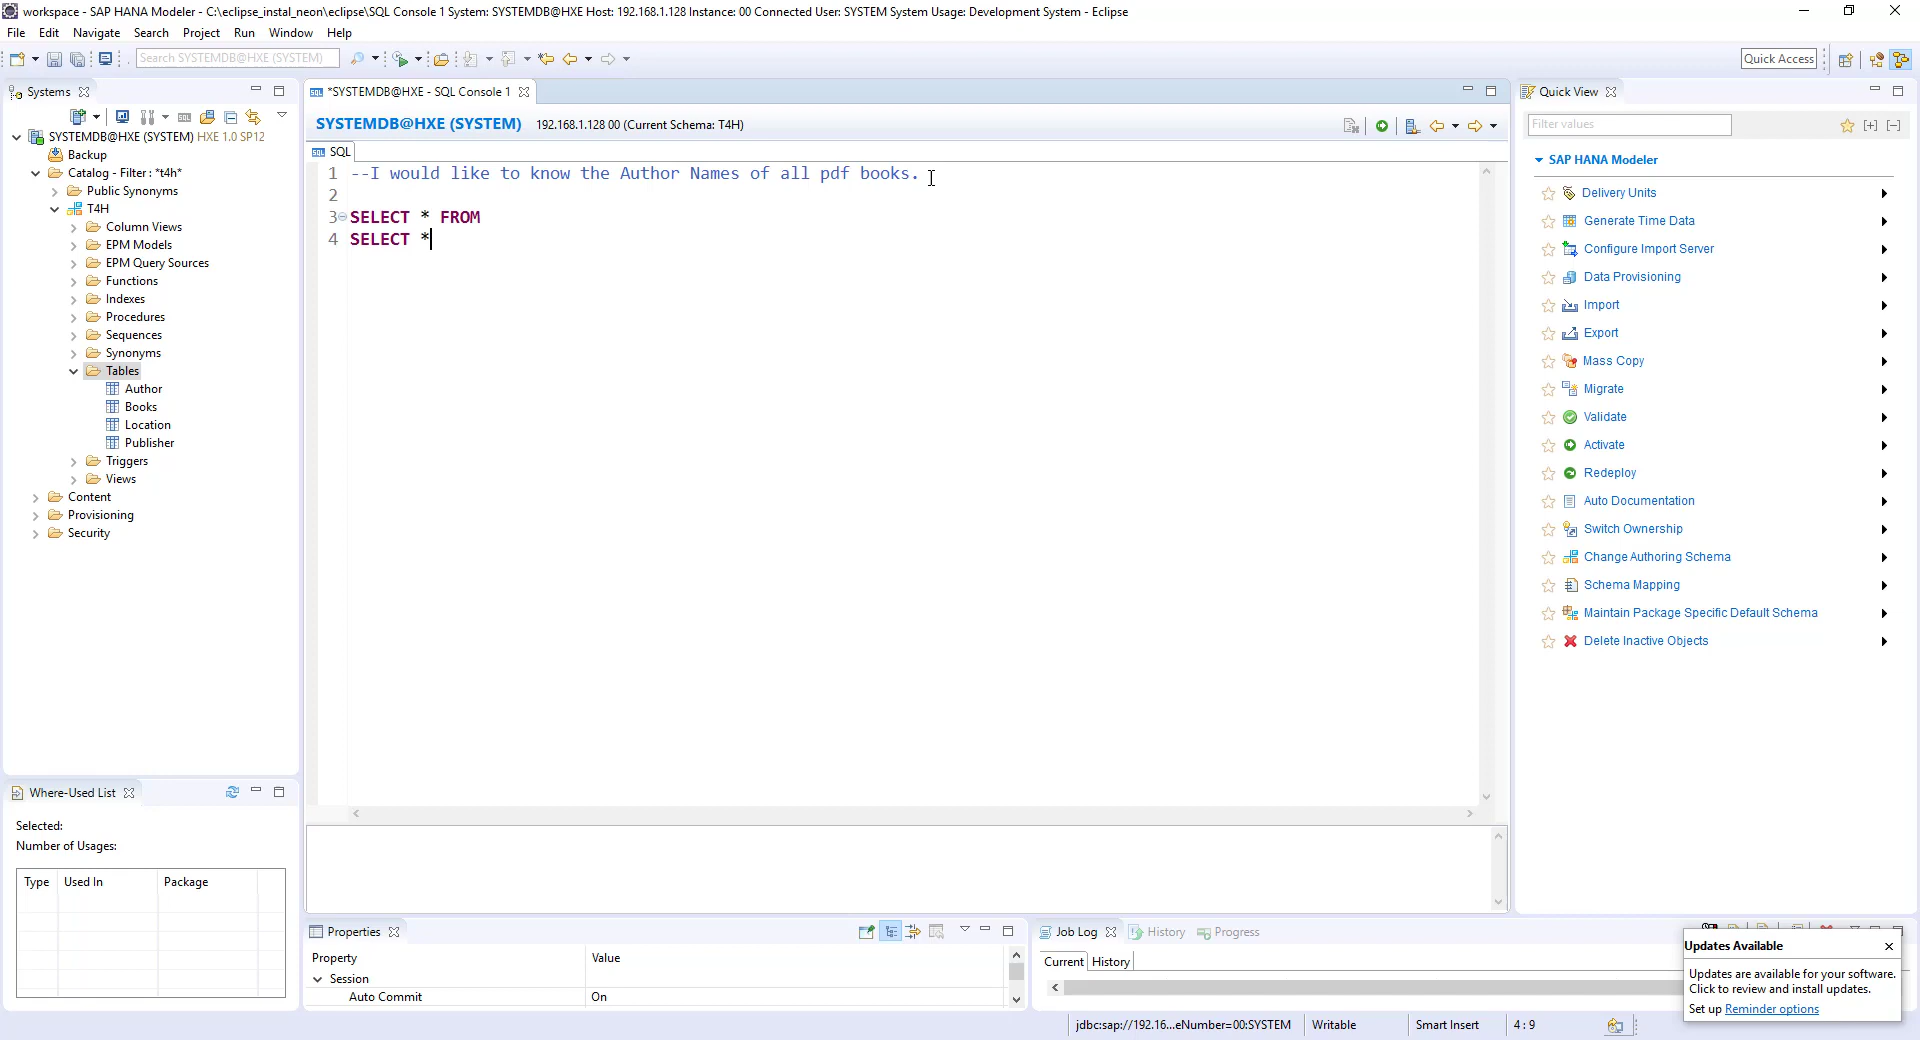 workspace - SAP HANA Modeler - C:\eclipse_instal_neon\eclipse\SQL Console 1 System: SYSTEMDB@HXE Host: 192.168.1.128 Instance: 00 Connected User: SYSTEM System Usage: Development System - Eclipse
File Edit Navigate Search Project Run Window Help
Search SYSTEMDB@HXE (SYSTEM)
Quick Access
Systems
SYSTEMDB@HXE (SYSTEM) HXE 1.0 SP12
Backup
Catalog - Filter : *t4h*
Public Synonyms
T4H
Column Views
EPM Models
EPM Query Sources
Functions
Indexes
Procedures
Sequences
Synonyms
Tables
Author
Books
Location
Publisher
Triggers
Views
Content
Provisioning
Security
Where-Used List
Selected:
Number of Usages:
Type Used In Package
*SYSTEMDB@HXE - SQL Console 1
SYSTEMDB@HXE (SYSTEM) 192.168.1.128 00 (Current Schema: T4H)
SQL
1 --I would like to know the Author Names of all pdf books.
2
3 SELECT * FROM
4 SELECT *
Quick View
Filter values
SAP HANA Modeler
Delivery Units
Generate Time Data
Configure Import Server
Data Provisioning
Import
Export
Mass Copy
Migrate
Validate
Activate
Redeploy
Auto Documentation
Switch Ownership
Change Authoring Schema
Schema Mapping
Maintain Package Specific Default Schema
Delete Inactive Objects
Properties
Property Value
Session
Auto Commit On
Job Log History Progress
Current History
Updates Available
Updates are available for your software.
Click to review and install updates.
Set up Reminder options
jdbc:sap://192.16...eNumber=00:SYSTEM Writable Smart Insert 4 : 9